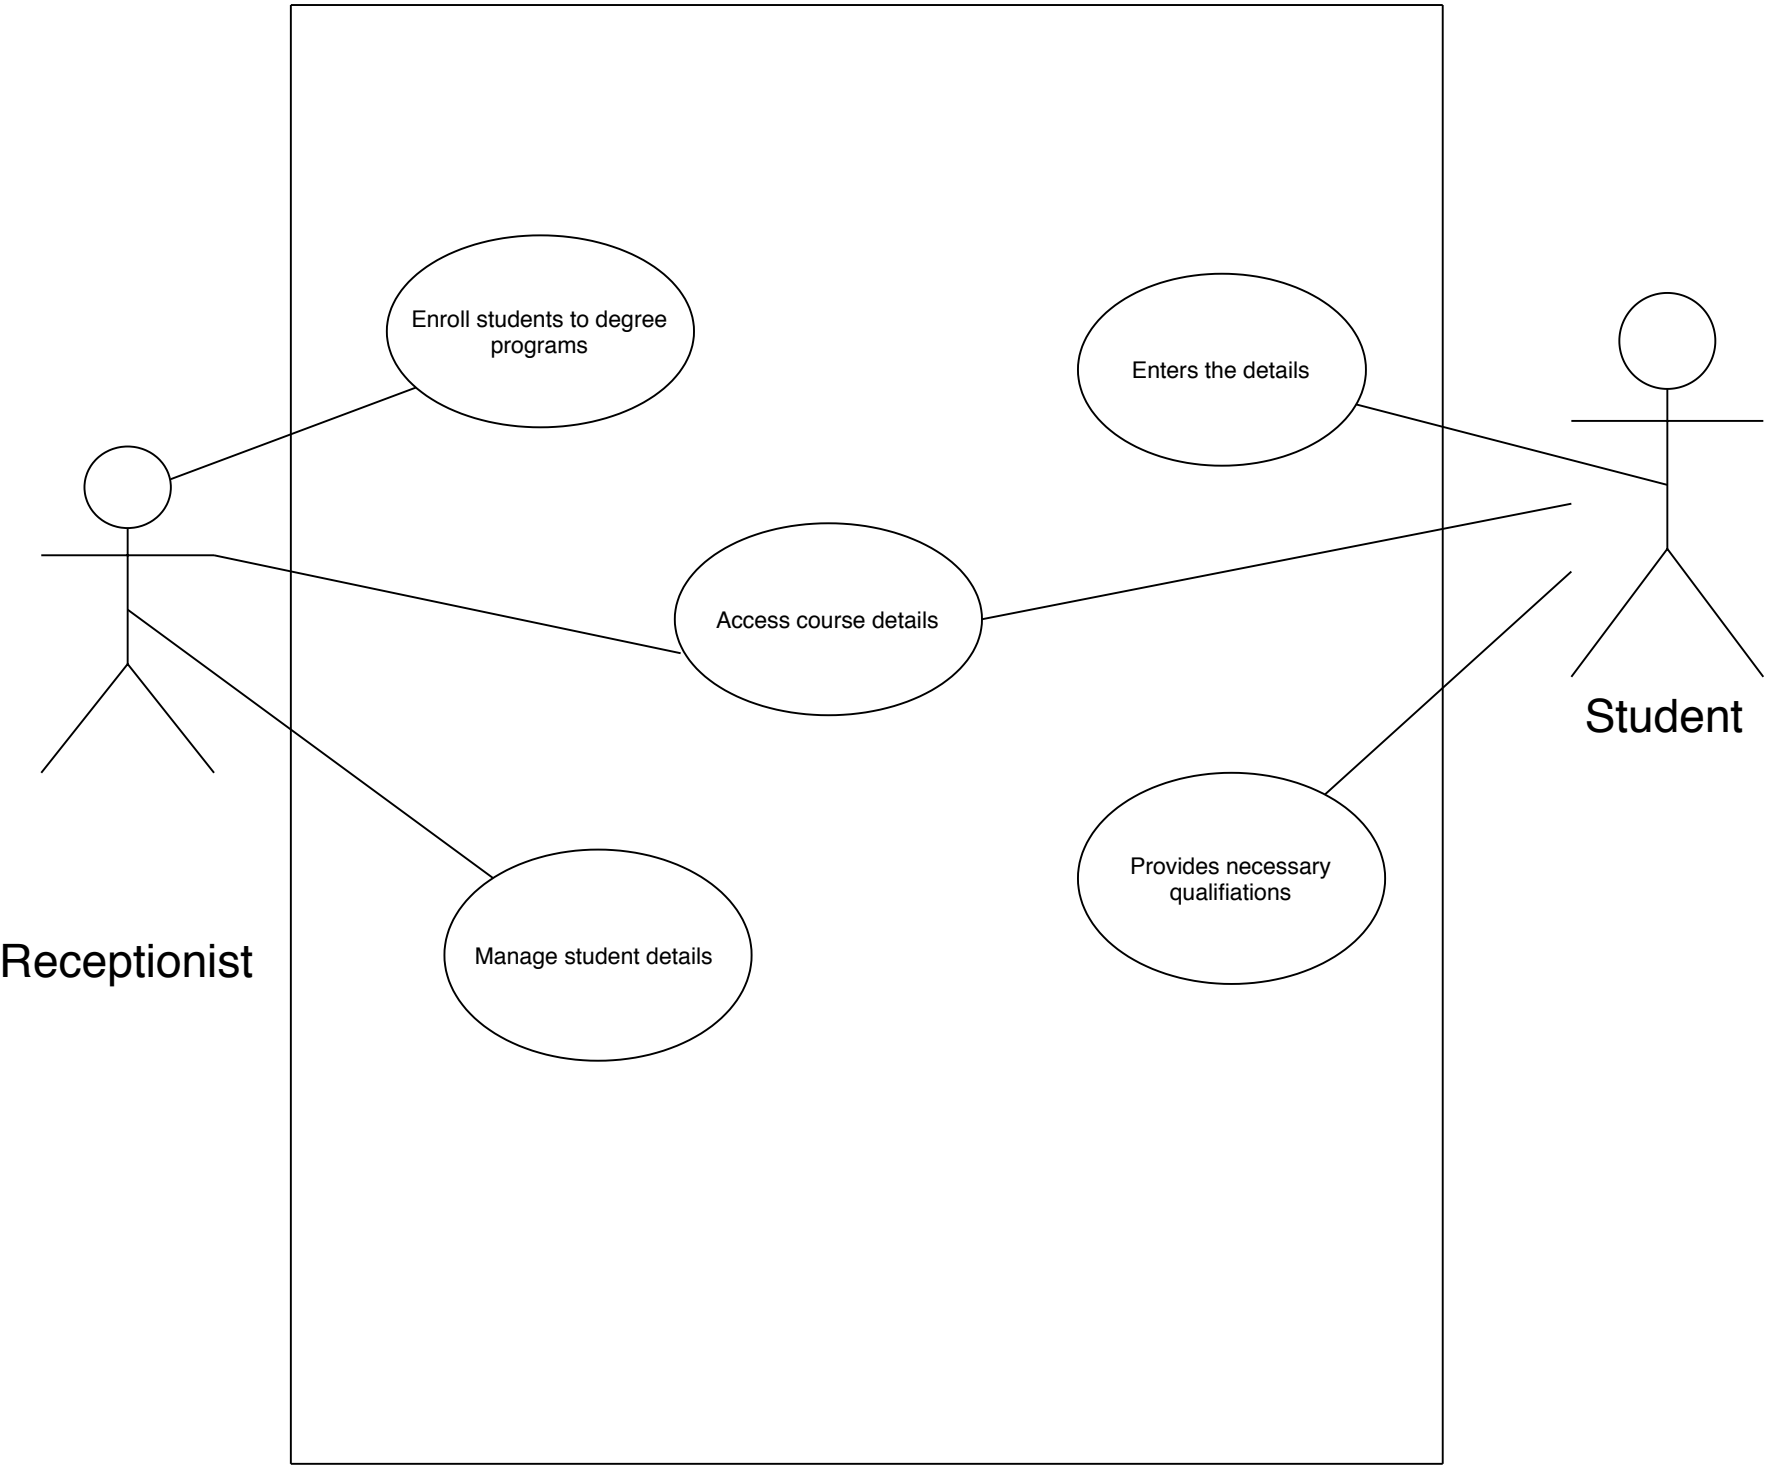 Enroll students to degree
programs
Enters the details
Access course details
Student
Provides necessary
qualifiations
Manage student details
Receptionist